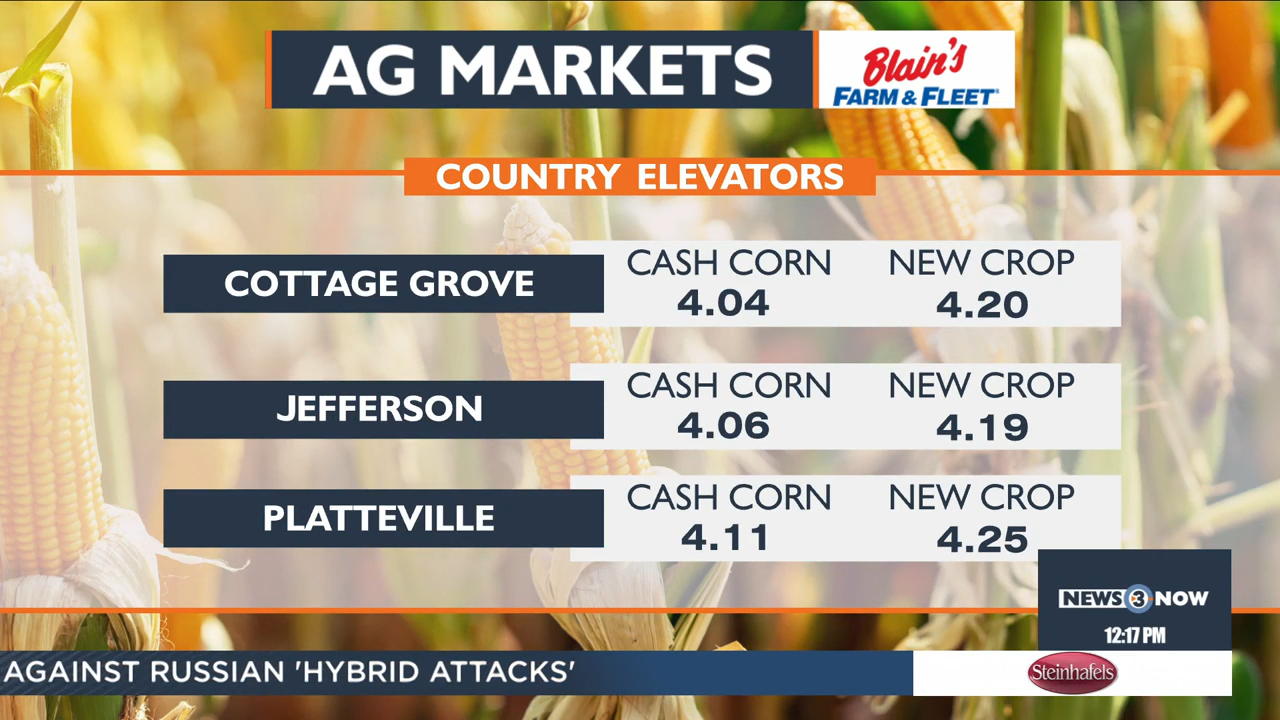 AG MARKETS
Blain's
FARM & FLEET
COUNTRY ELEVATORS
COTTAGE GROVE
CASH CORN
4.04
NEW CROP
4.20
JEFFERSON
CASH CORN
4.06
NEW CROP
4.19
PLATTEVILLE
CASH CORN
4.11
NEW CROP
4.25
NEWS 3 NOW
12:17 PM
AGAINST RUSSIAN 'HYBRID ATTACKS'
Steinhafels